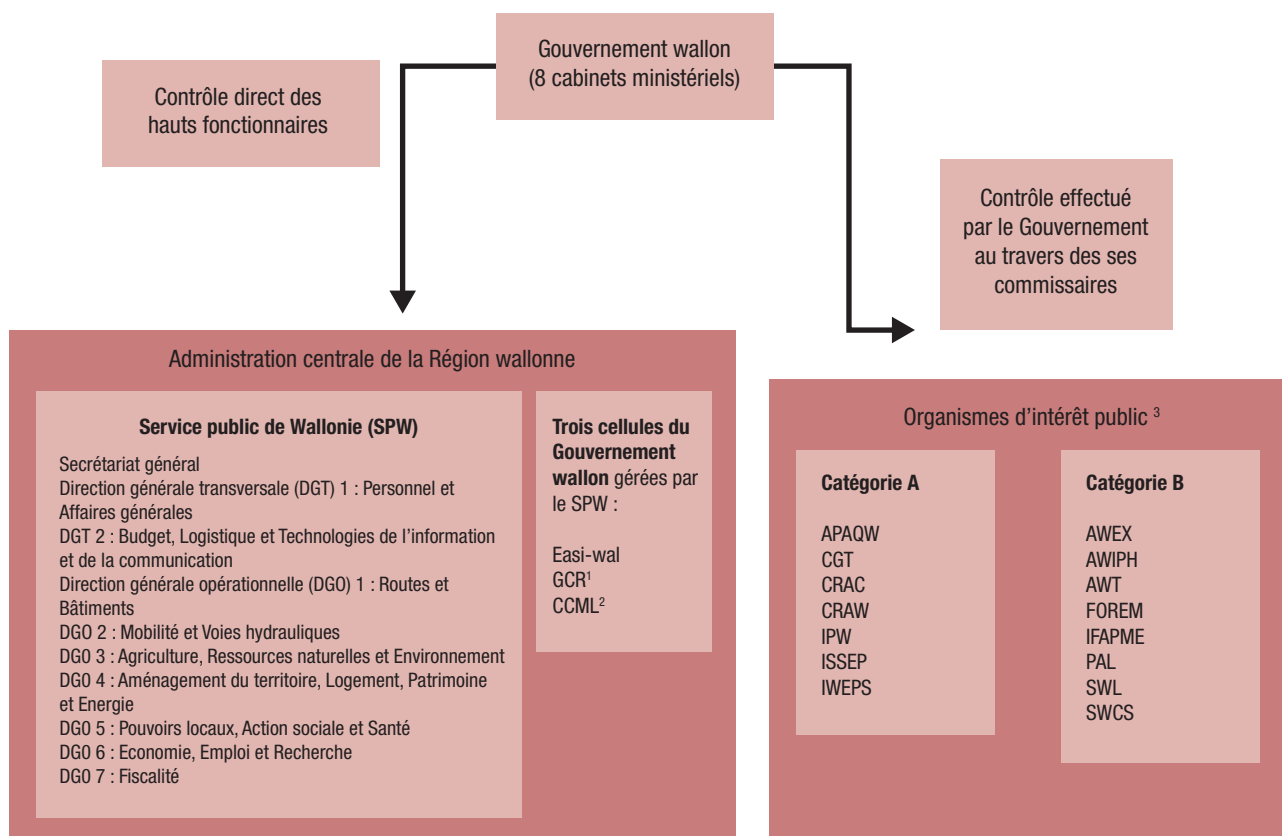 Gouvernement wallon
(8 cabinets ministériels)
Contrôle direct des
hauts fonctionnaires
Contrôle effectué
par le Gouvernement
au travers des ses
commissaires
Administration centrale de la Région wallonne
Service public de Wallonie (SPW)
Secrétariat général
Direction générale transversale (DGT) 1 : Personnel et
Affaires générales
DGT 2 : Budget, Logistique et Technologies de l'information
et de la communication
Direction générale opérationnelle (DGO) 1 : Routes et
Bâtiments
DGO 2 : Mobilité et Voies hydrauliques
DGO 3 : Agriculture, Ressources naturelles et Environnement
DGO 4 : Aménagement du territoire, Logement, Patrimoine
et Energie
DGO 5 : Pouvoirs locaux, Action sociale et Santé
DGO 6 : Economie, Emploi et Recherche
DGO 7 : Fiscalité
Trois cellules du
Gouvernement
wallon gérées par
le SPW :
Easi-wal
GCR¹
CCML²
Organismes d'intérêt public ³
Catégorie A
APAQW
CGT
CRAC
CRAW
IPW
ISSEP
IWEPS
Catégorie B
AWEX
AWIPH
AWT
FOREM
IFAPME
PAL
SWL
SWCS